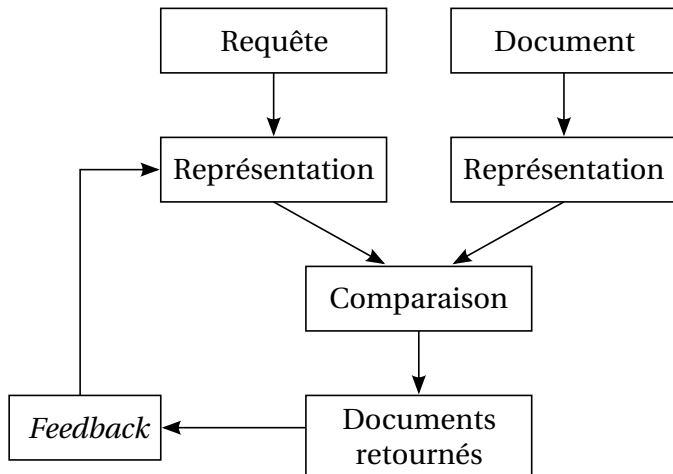 Requête
Document
Représentation
Représentation
Comparaison
Feedback
Documents
retournés